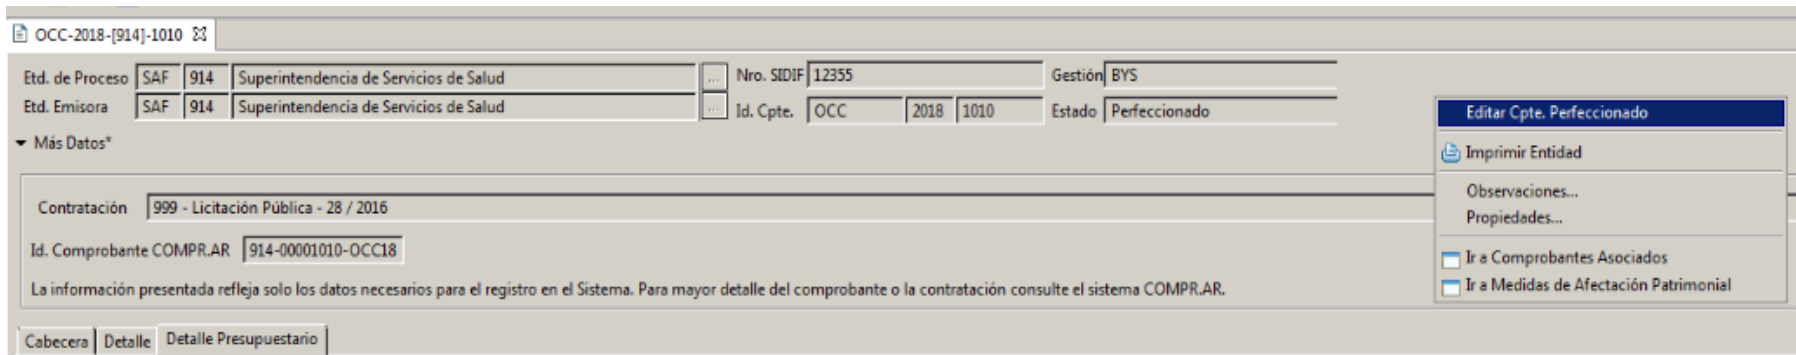 OCC-2018-[914]-1010
Etd. de Proceso SAF 914 Superintendencia de Servicios de Salud ... Nro. SIDIF 12355 Gestión BYS
Etd. Emisora SAF 914 Superintendencia de Servicios de Salud ... Id. Cpte. OCC 2018 1010 Estado Perfeccionado
Más Datos*
Contratación 999 - Licitación Pública - 28 / 2016
Id. Comprobante COMPR.AR 914-00001010-OCC18
La información presentada refleja solo los datos necesarios para el registro en el Sistema. Para mayor detalle del comprobante o la contratación consulte el sistema COMPR.AR.
Cabecera Detalle Detalle Presupuestario
Editar Cpte. Perfeccionado
Imprimir Entidad
Observaciones...
Propiedades...
Ir a Comprobantes Asociados
Ir a Medidas de Afectación Patrimonial